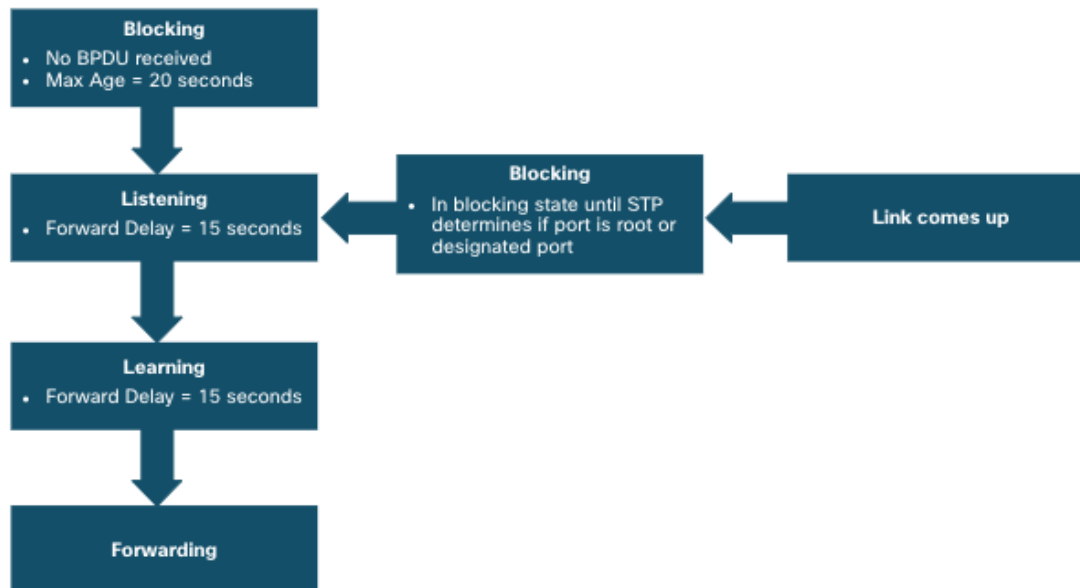 Blocking
• No BPDU received
• Max Age = 20 seconds
Listening
• Forward Delay = 15 seconds
Blocking
• In blocking state until STP
determines if port is root or
designated port
Link comes up
Learning
• Forward Delay = 15 seconds
Forwarding